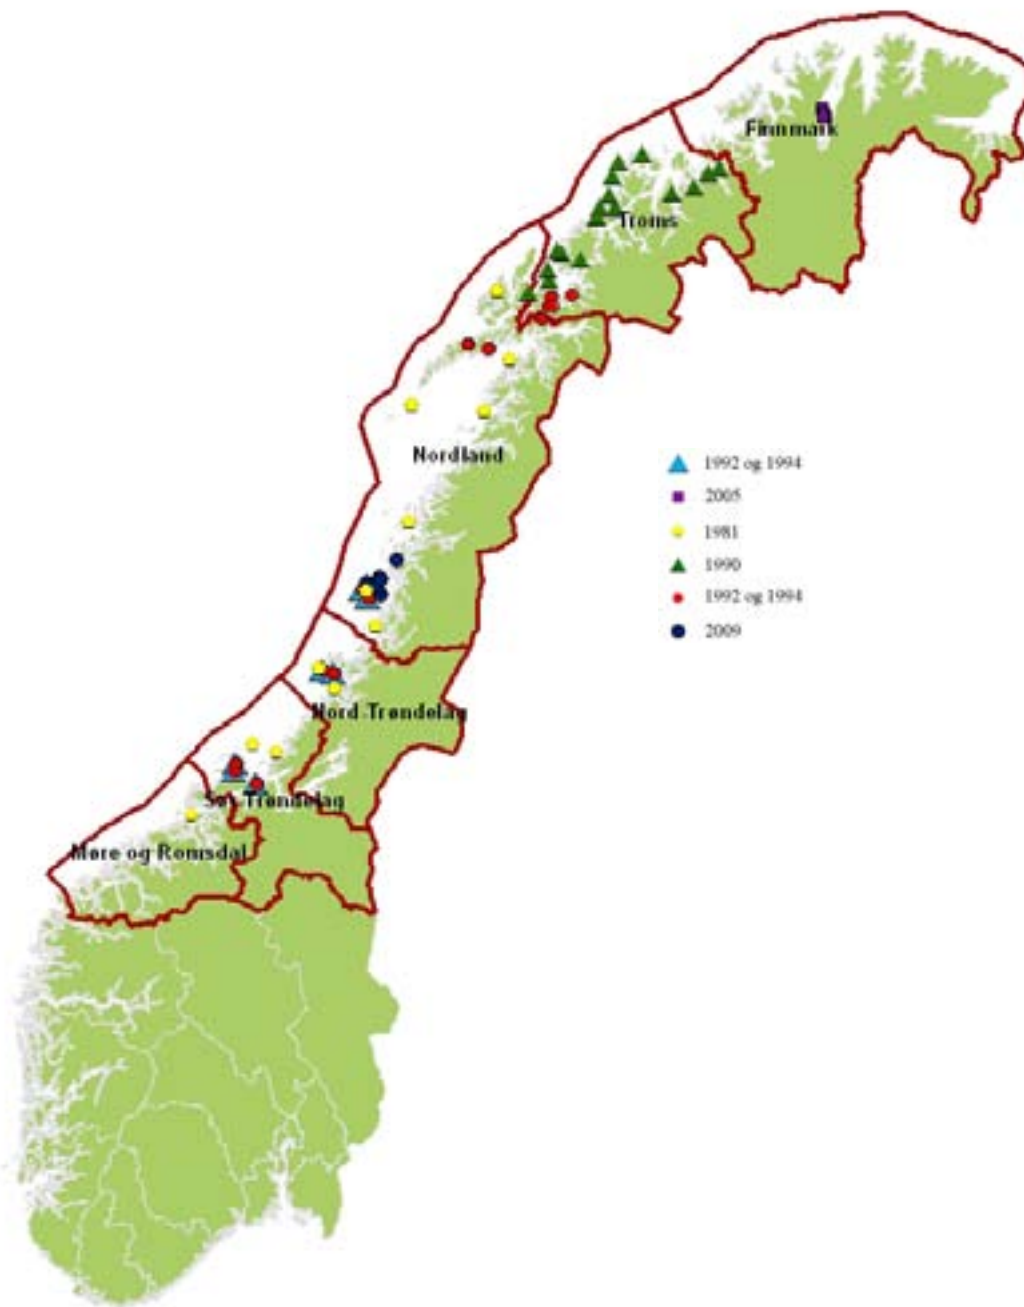 Finnmark
Troms
Nordland
1992 og 1994
2005
1981
1990
1992 og 1994
2009
Nord Trøndelag
Sør Trøndelag
Møre og Romsdal